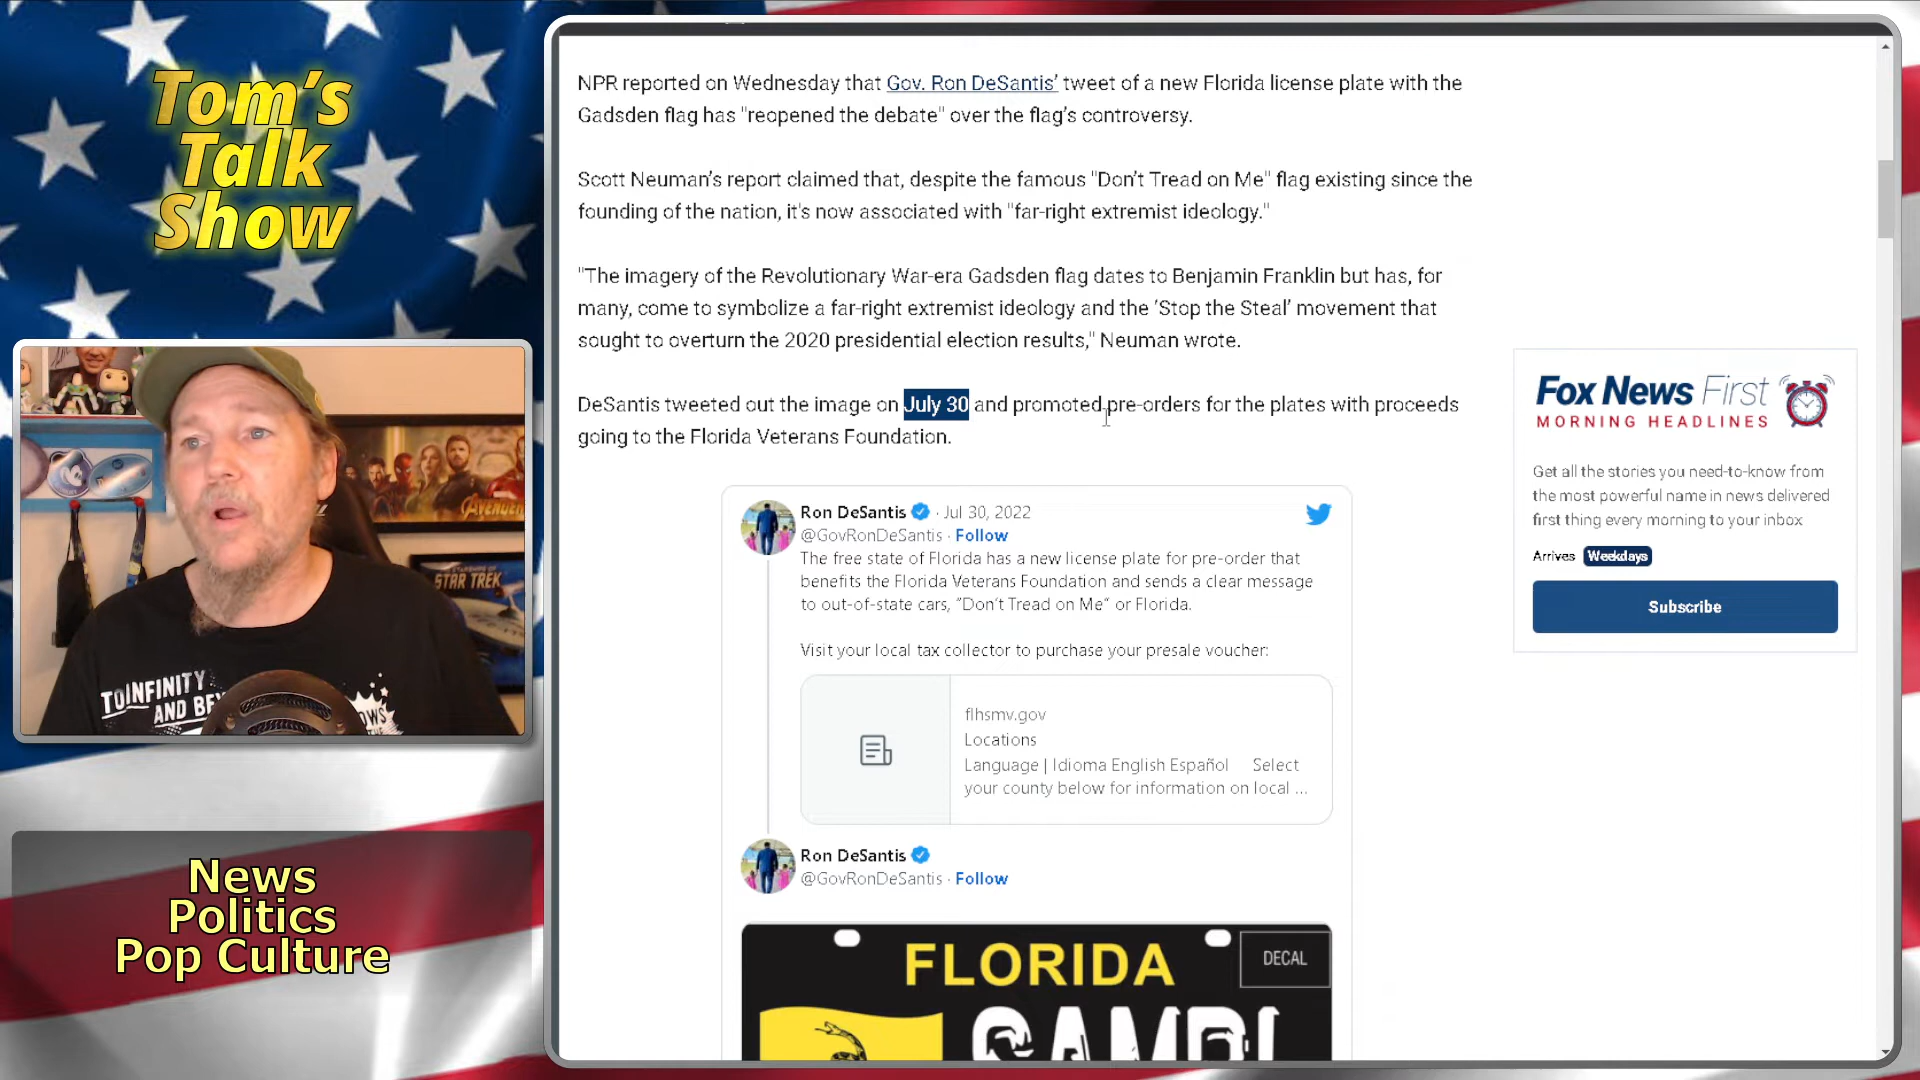 Tom's
Talk
Show
NPR reported on Wednesday that Gov. Ron DeSantis' tweet of a new Florida license plate with the
Gadsden flag has "reopened the debate" over the flag's controversy.
Scott Neuman's report claimed that, despite the famous "Don't Tread on Me" flag existing since the
founding of the nation, it's now associated with "far-right extremist ideology."
"The imagery of the Revolutionary War-era Gadsden flag dates to Benjamin Franklin but has, for
many, come to symbolize a far-right extremist ideology and the 'Stop the Steal' movement that
sought to overturn the 2020 presidential election results," Neuman wrote.
DeSantis tweeted out the image on July 30 and promoted pre-orders for the plates with proceeds
going to the Florida Veterans Foundation.
Ron DeSantis · Jul 30, 2022
@GovRonDeSantis · Follow
The free state of Florida has a new license plate for pre-order that
benefits the Florida Veterans Foundation and sends a clear message
to out-of-state cars, "Don't Tread on Me" or Florida.
Visit your local tax collector to purchase your presale voucher:
flhsmv.gov
Locations
Language | Idioma English Español Select
your county below for information on local ...
Ron DeSantis
@GovRonDeSantis · Follow
FLORIDA
DECAL
Fox News First
MORNING HEADLINES
Get all the stories you need-to-know from
the most powerful name in news delivered
first thing every morning to your inbox
Arrives Weekdays
Subscribe
AVENGERS
STAR TREK
TO INFINITY
AND BEY
News
Politics
Pop Culture